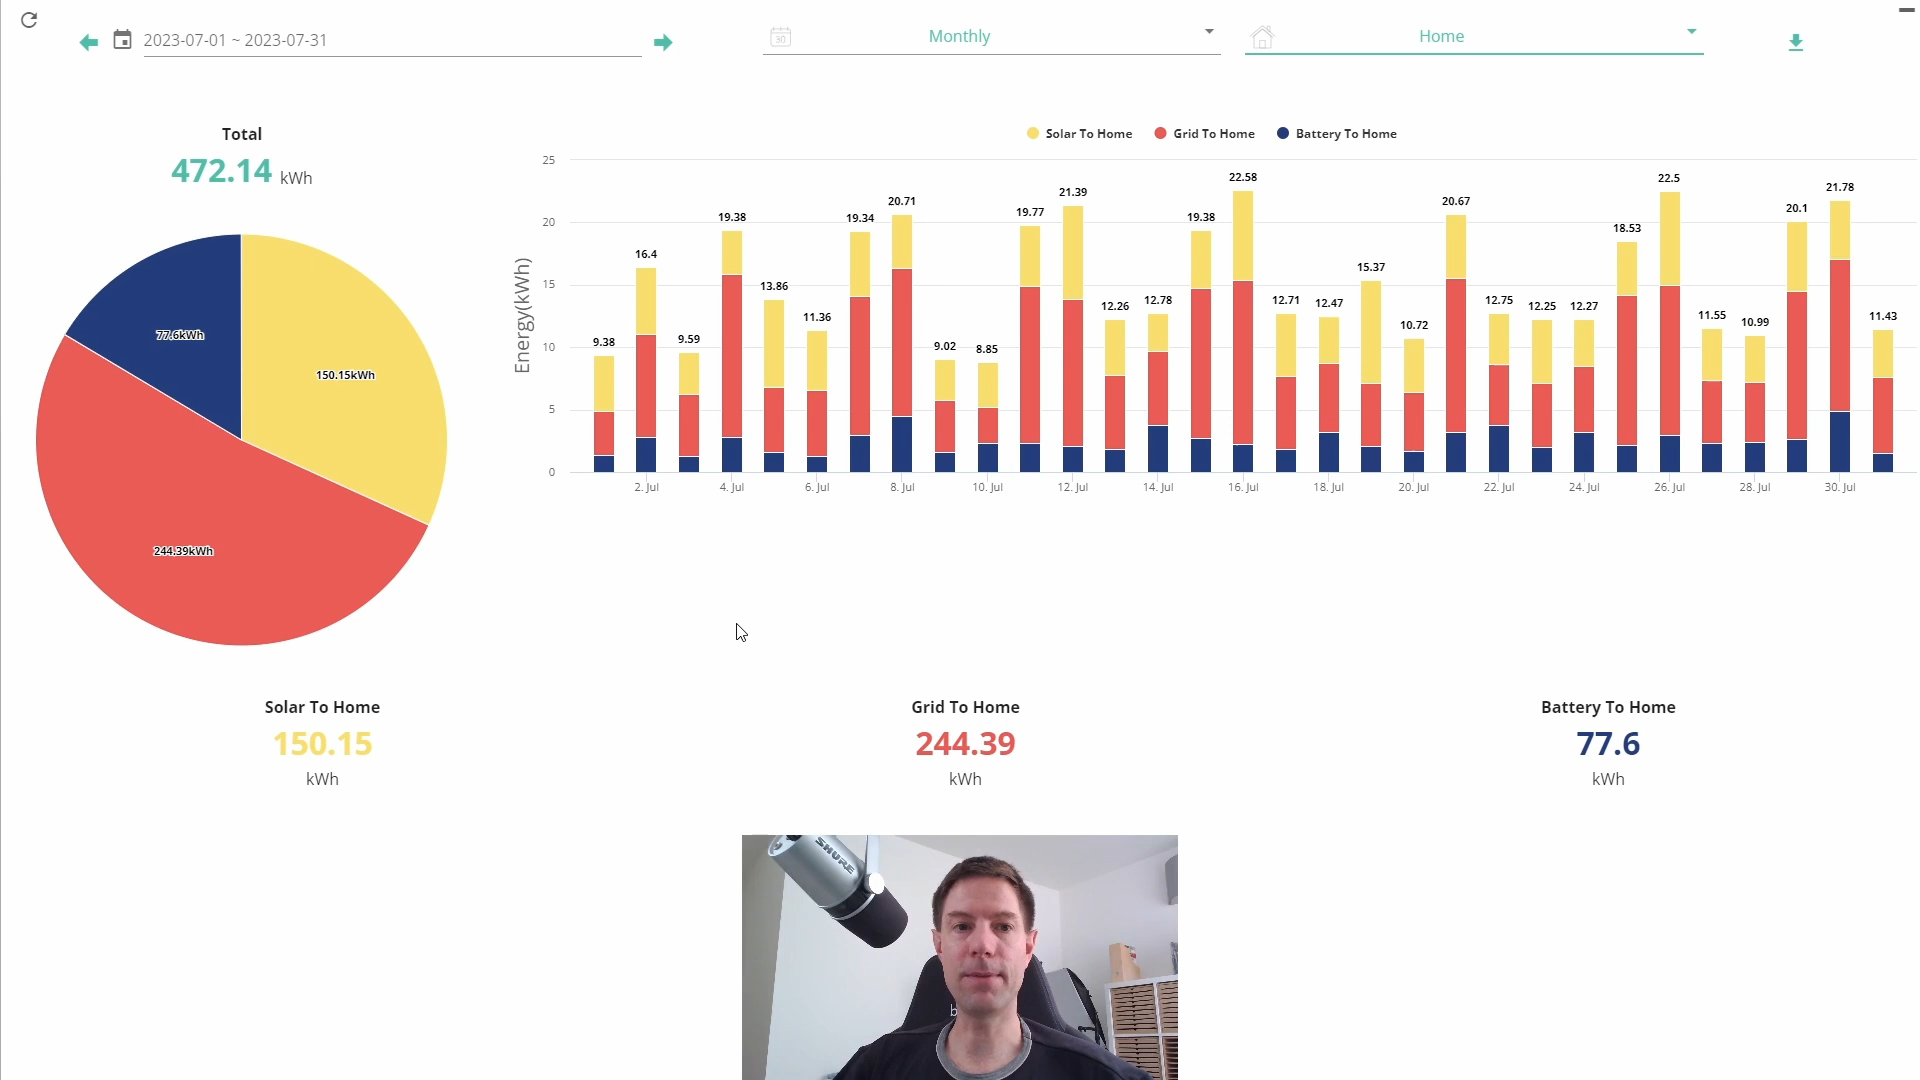 2023-07-01 ~ 2023-07-31
30
Monthly
Home
Total
472.14 kWh
77.6kWh
150.15kWh
244.39kWh
Solar To Home
Grid To Home
Battery To Home
Energy(kWh)
25
20
15
10
5
0
9.38
16.4
9.59
19.38
13.86
11.36
19.34
20.71
9.02
8.85
19.77
21.39
12.26
12.78
19.38
22.58
12.71
12.47
15.37
10.72
20.67
12.75
12.25
12.27
18.53
22.5
11.55
10.99
20.1
21.78
11.43
2. Jul
4. Jul
6. Jul
8. Jul
10. Jul
12. Jul
14. Jul
16. Jul
18. Jul
20. Jul
22. Jul
24. Jul
26. Jul
28. Jul
30. Jul
Solar To Home
150.15
kWh
Grid To Home
244.39
kWh
Battery To Home
77.6
kWh
SHURE